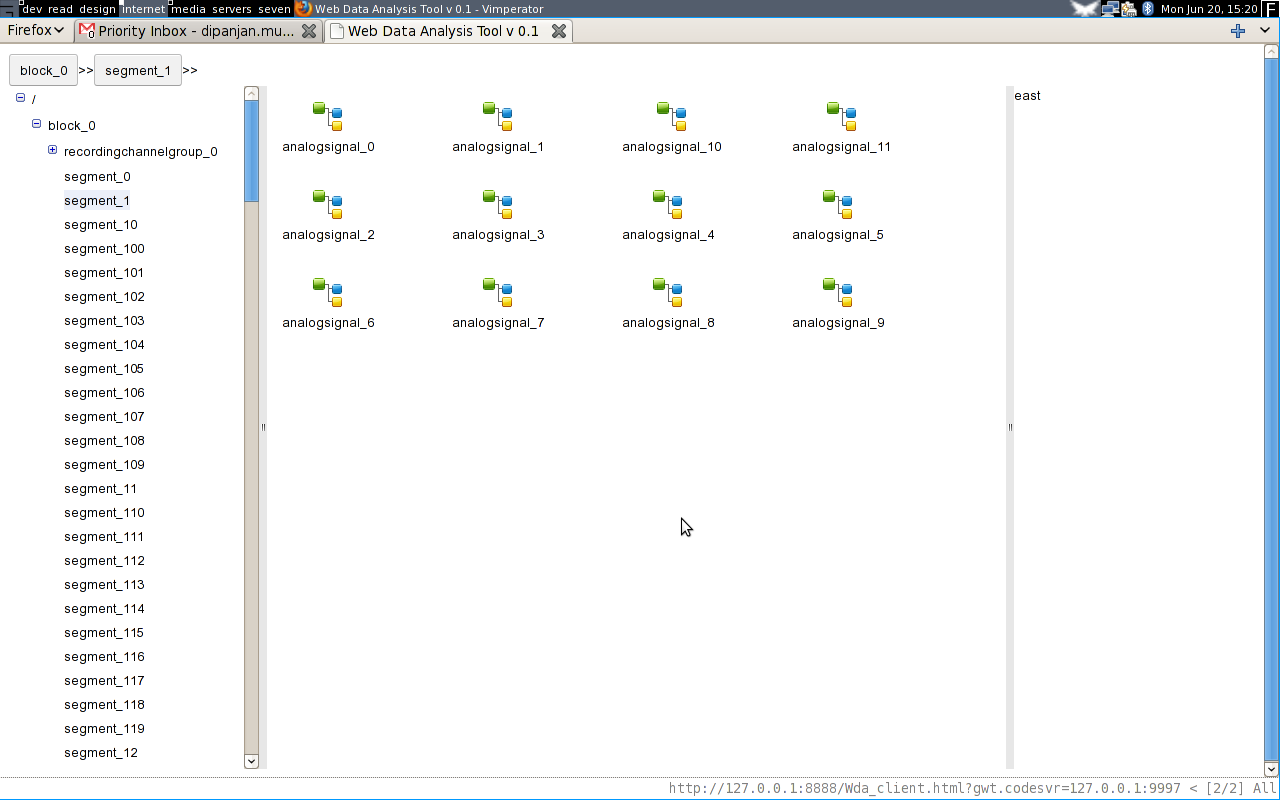 dev read design internet media servers seven Web Data Analysis Tool v 0.1 - Vimperator Mon Jun 20, 15:20 F
Firefox Priority Inbox - dipanjan.mu... Web Data Analysis Tool v 0.1
block_0 >> segment_1 >>
/
block_0
recordingchannelgroup_0
segment_0
segment_1
segment_10
segment_100
segment_101
segment_102
segment_103
segment_104
segment_105
segment_106
segment_107
segment_108
segment_109
segment_11
segment_110
segment_111
segment_112
segment_113
segment_114
segment_115
segment_116
segment_117
segment_118
segment_119
segment_12
analogsignal_0 analogsignal_1 analogsignal_10 analogsignal_11
analogsignal_2 analogsignal_3 analogsignal_4 analogsignal_5
analogsignal_6 analogsignal_7 analogsignal_8 analogsignal_9
east
http://127.0.0.1:8888/Wda_client.html?gwt.codesvr=127.0.0.1:9997 < [2/2] All